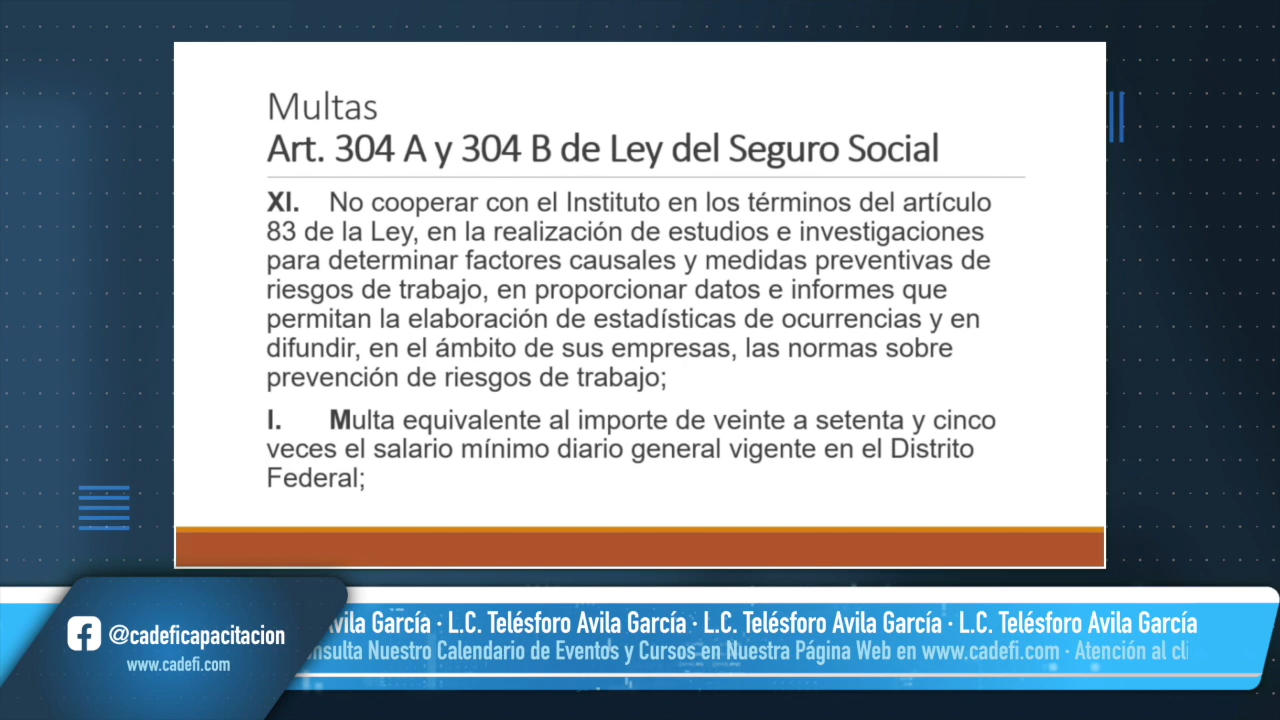 Multas
Art. 304 A y 304 B de Ley del Seguro Social
XI. No cooperar con el Instituto en los términos del artículo
83 de la Ley, en la realización de estudios e investigaciones
para determinar factores causales y medidas preventivas de
riesgos de trabajo, en proporcionar datos e informes que
permitan la elaboración de estadísticas de ocurrencias y en
difundir, en el ámbito de sus empresas, las normas sobre
prevención de riesgos de trabajo;
I. Multa equivalente al importe de veinte a setenta y cinco
veces el salario mínimo diario general vigente en el Distrito
Federal;
@cadeficapacitacion
www.cadefi.com
vila García · L.C. Telésforo Avila García · L.C. Telésforo Avila García · L.C. Telésforo Avila García
nsulta Nuestro Calendario de Eventos y Cursos en Nuestra Página Web en www.cadefi.com · Atención al cli